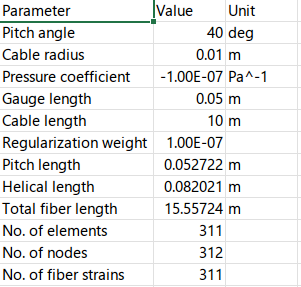 Parameter Value Unit
Pitch angle 40 deg
Cable radius 0.01 m
Pressure coefficient -1.00E-07 Pa^-1
Gauge length 0.05 m
Cable length 10 m
Regularization weight 1.00E-07
Pitch length 0.052722 m
Helical length 0.082021 m
Total fiber length 15.55724 m
No. of elements 311
No. of nodes 312
No. of fiber strains 311